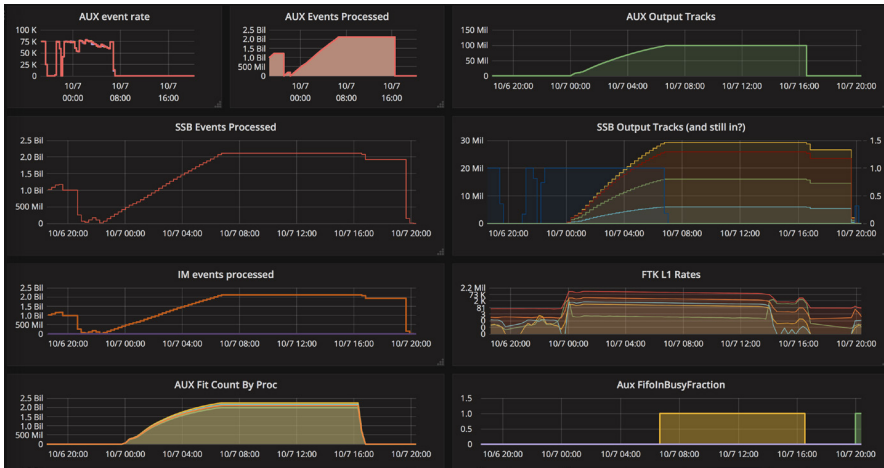 AUX event rate
100 K
75 K
50 K
25 K
0
10/7 00:00
10/7 08:00
10/7 16:00
AUX Events Processed
2.5 Bil
2.0 Bil
1.5 Bil
1.0 Bil
500 Mil
0
10/7 00:00
10/7 08:00
10/7 16:00
AUX Output Tracks
150 Mil
100 Mil
50 Mil
0
10/6 20:00 10/7 00:00 10/7 04:00 10/7 08:00 10/7 12:00 10/7 16:00 10/7 20:00
SSB Events Processed
2.5 Bil
2.0 Bil
1.5 Bil
1.0 Bil
500 Mil
0
10/6 20:00 10/7 00:00 10/7 04:00 10/7 08:00 10/7 12:00 10/7 16:00 10/7 20:00
SSB Output Tracks (and still in?)
30 Mil
20 Mil
10 Mil
0
1.5
1.0
0.5
0
10/6 20:00 10/7 00:00 10/7 04:00 10/7 08:00 10/7 12:00 10/7 16:00 10/7 20:00
IM events processed
2.5 Bil
2.0 Bil
1.5 Bil
1.0 Bil
500 Mil
0
10/6 20:00 10/7 00:00 10/7 04:00 10/7 08:00 10/7 12:00 10/7 16:00 10/7 20:00
FTK L1 Rates
2.2 Mil
73 K
2 K
81
3
0
0
0
10/6 20:00 10/7 00:00 10/7 04:00 10/7 08:00 10/7 12:00 10/7 16:00 10/7 20:00
AUX Fit Count By Proc
2.5 Bil
2.0 Bil
1.5 Bil
1.0 Bil
500 Mil
0
10/6 20:00 10/7 00:00 10/7 04:00 10/7 08:00 10/7 12:00 10/7 16:00 10/7 20:00
Aux FifoInBusyFraction
1.5
1.0
0.5
0
10/6 20:00 10/7 00:00 10/7 04:00 10/7 08:00 10/7 12:00 10/7 16:00 10/7 20:00